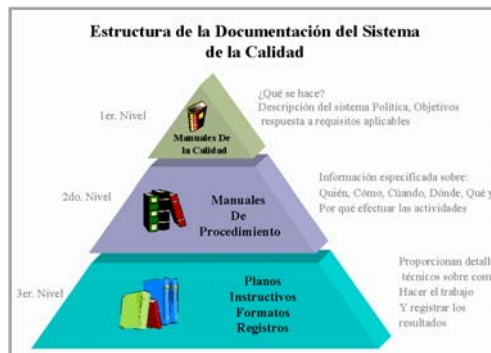 Estructura de la Documentación del Sistema
de la Calidad
1er. Nivel
Manuales De
la Calidad
¿Qué se hace?
Descripción del sistema Política, Objetivos
respuesta a requisitos aplicables
2do. Nivel
Manuales
De
Procedimiento
Información especificada sobre:
Quién, Cómo, Cúando, Dónde, Qué y
Por qué efectuar las actividades
3er. Nivel
Planos
Instructivos
Formatos
Registros
Proporcionan detalle
técnicos sobre com
Hacer el trabajo
Y registrar los
resultados